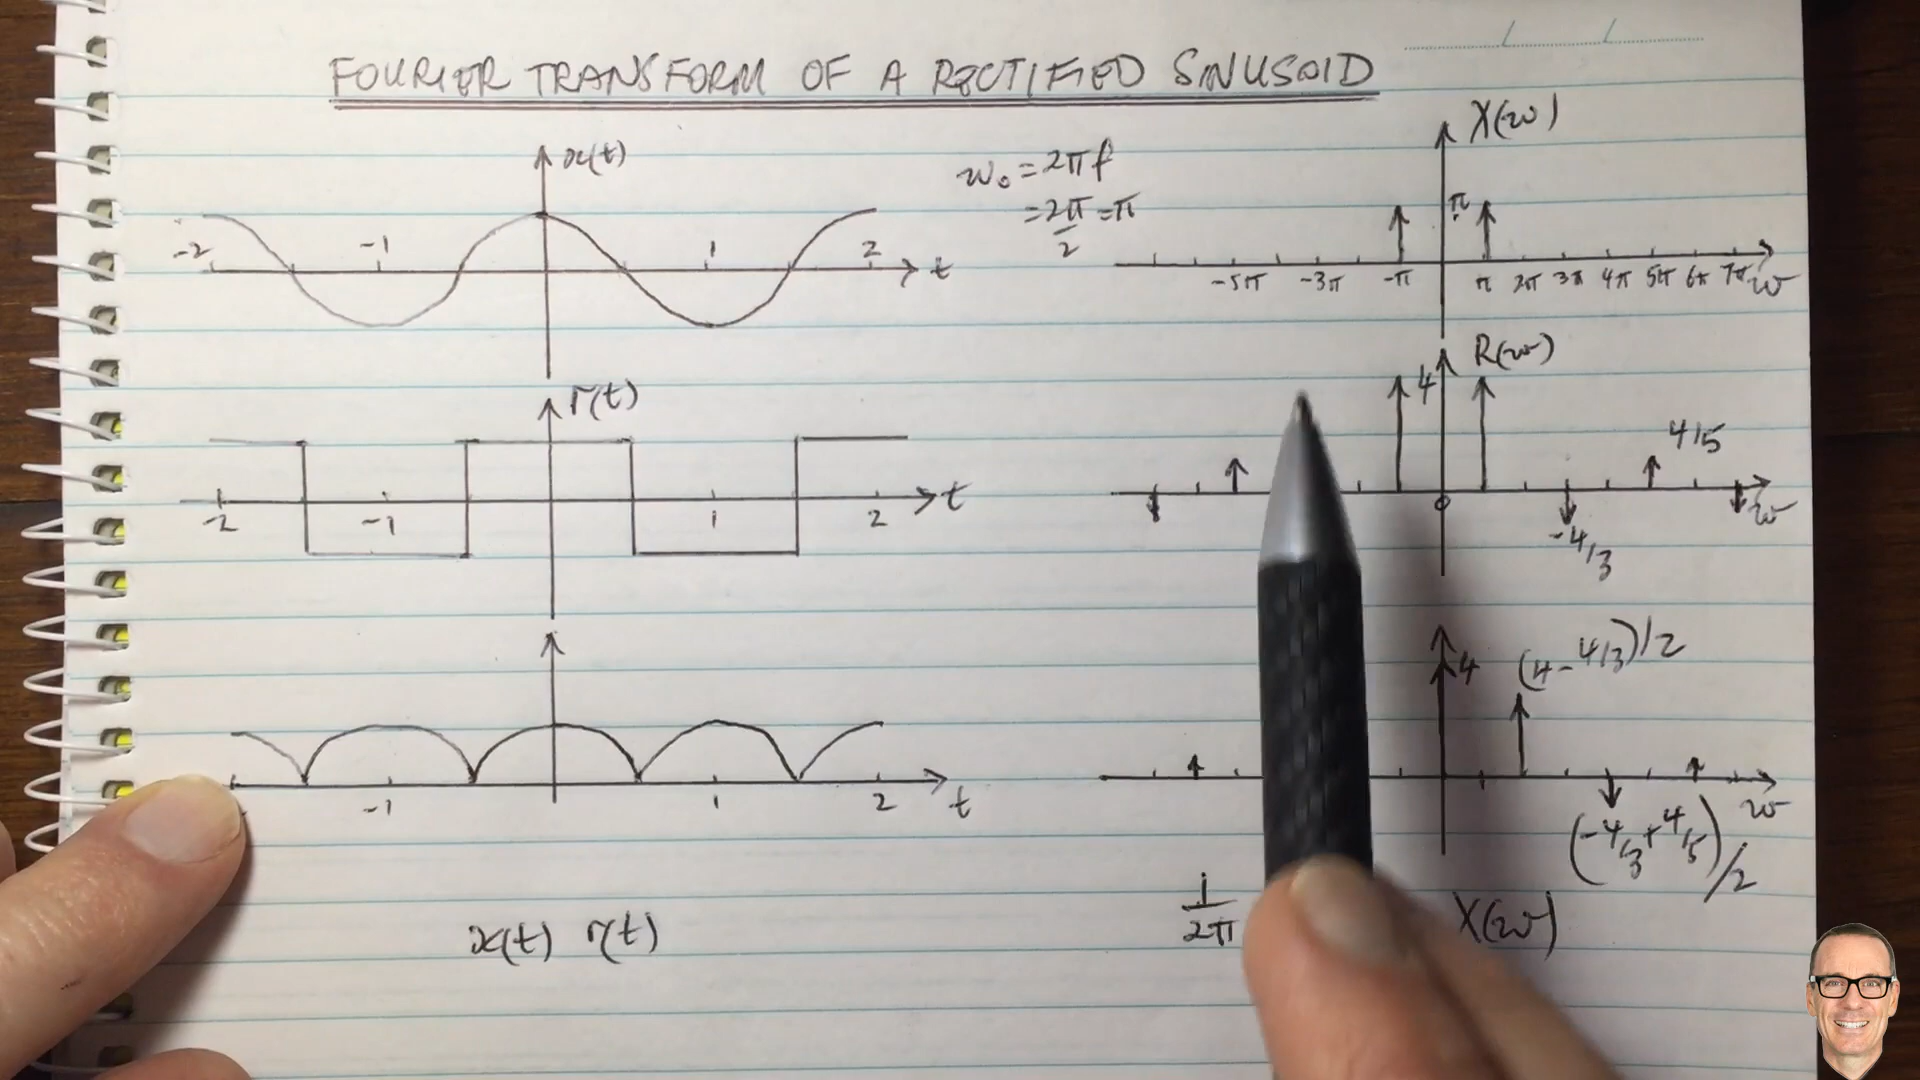 FOURIER TRANSFORM OF A RECTIFIED SINUSOID
x(t)
-2 -1 1 2 t
ω₀ = 2πf
= 2π/2 = π
X(ω)
π
-5π -3π -π π 2π 3π 4π 5π 6π 7π ω
r(t)
-2 -1 1 2 t
R(ω)
4
4/5
0 ω
-4/3
-1 1 2 t
4
(4-4/3)/2
ω
(-4/3+4/5)/2
x(t) r(t)
1/2π X(ω)